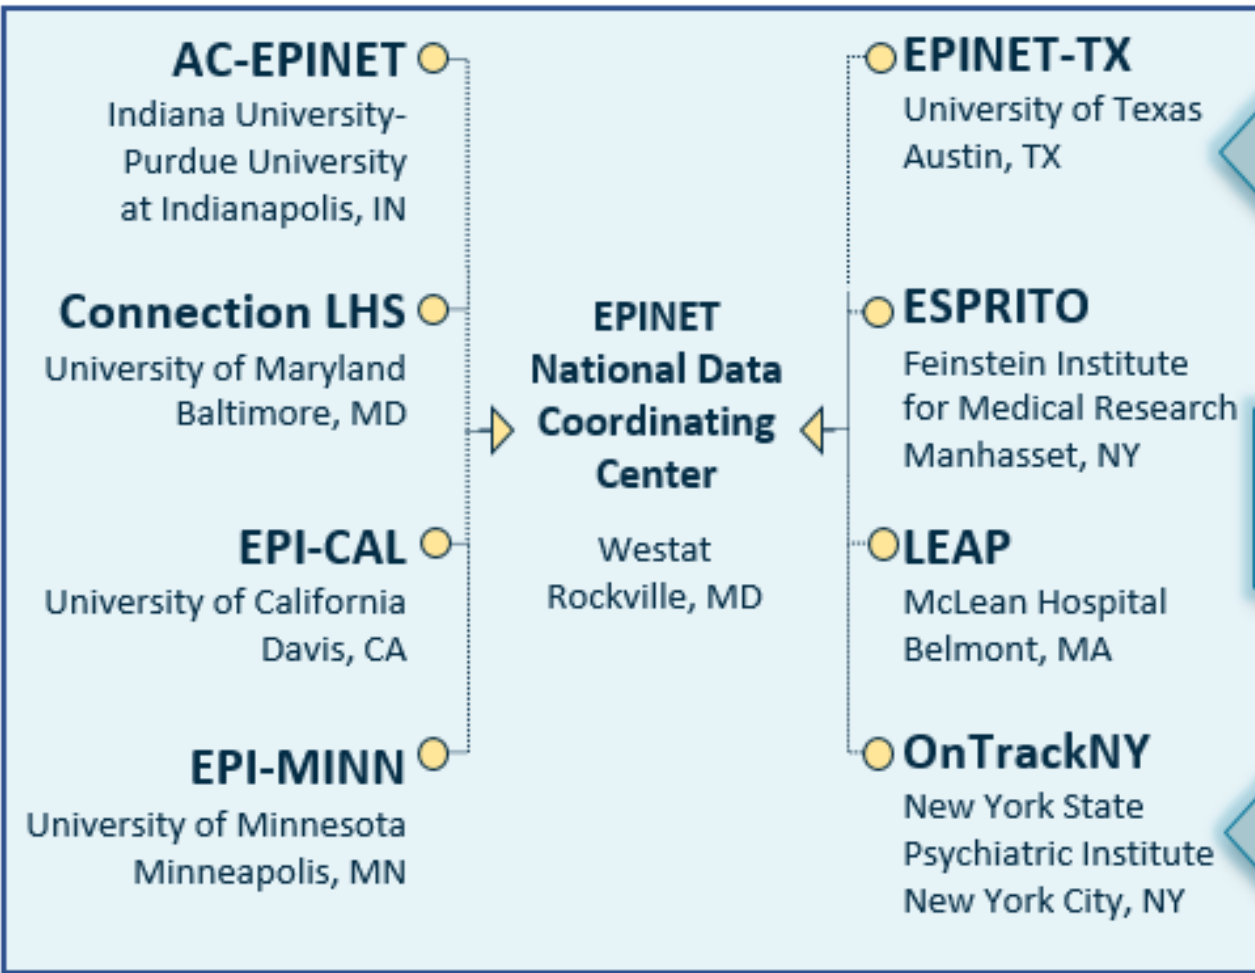 AC-EPINET
Indiana University-
Purdue University
at Indianapolis, IN
Connection LHS
University of Maryland
Baltimore, MD
EPI-CAL
University of California
Davis, CA
EPI-MINN
University of Minnesota
Minneapolis, MN
EPINET
National Data
Coordinating
Center
Westat
Rockville, MD
EPINET-TX
University of Texas
Austin, TX
ESPRITO
Feinstein Institute
for Medical Research
Manhasset, NY
LEAP
McLean Hospital
Belmont, MA
OnTrackNY
New York State
Psychiatric Institute
New York City, NY